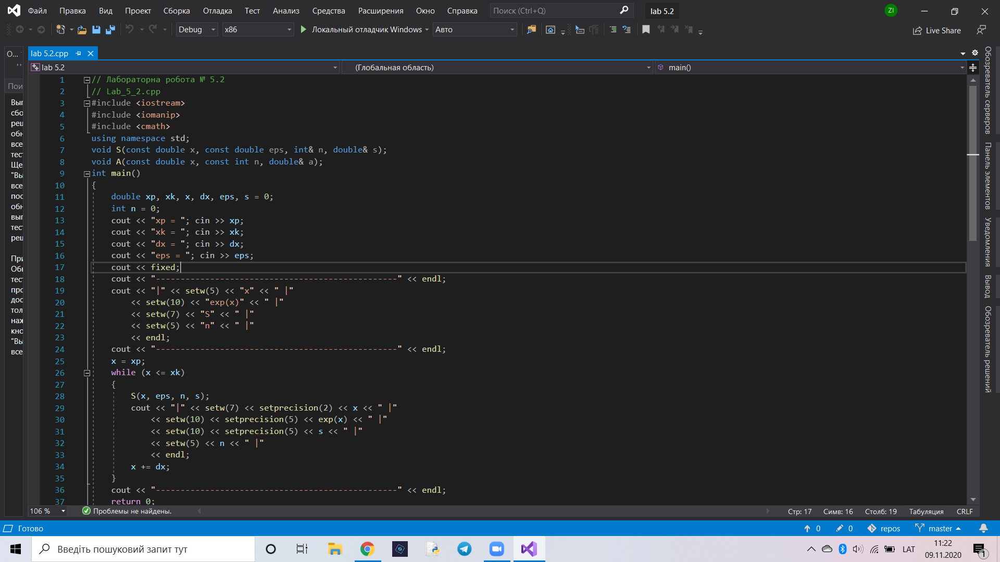 Файл Правка Вид Проект Сборка Отладка Тест Анализ Средства Расширения Окно Справка Поиск (Ctrl+Q) lab 5.2 ZI
Debug x86 Локальный отладчик Windows Авто Live Share
О...
Пои
Выг
сбо
реш
обн
все
тест
Ще
"Вы
все
пос
обн
выг
тест
реш
При
Обн
тест
про
дос
тол
наж
кно
"Вы
все
lab 5.2.cpp
lab 5.2 (Глобальная область) main()
1 // Лабораторна робота № 5.2
2 // Lab_5_2.cpp
3 #include <iostream>
4 #include <iomanip>
5 #include <cmath>
6 using namespace std;
7 void S(const double x, const double eps, int& n, double& s);
8 void A(const double x, const int n, double& a);
9 int main()
10 {
11 double xp, xk, x, dx, eps, s = 0;
12 int n = 0;
13 cout << "xp = "; cin >> xp;
14 cout << "xk = "; cin >> xk;
15 cout << "dx = "; cin >> dx;
16 cout << "eps = "; cin >> eps;
17 cout << fixed;
18 cout << "-------------------------------------------------" << endl;
19 cout << "|" << setw(5) << "x" << " |"
20 << setw(10) << "exp(x)" << " |"
21 << setw(7) << "S" << " |"
22 << setw(5) << "n" << " |"
23 << endl;
24 cout << "-------------------------------------------------" << endl;
25 x = xp;
26 while (x <= xk)
27 {
28 S(x, eps, n, s);
29 cout << "|" << setw(7) << setprecision(2) << x << " |"
30 << setw(10) << setprecision(5) << exp(x) << " |"
31 << setw(10) << setprecision(5) << s << " |"
32 << setw(5) << n << " |"
33 << endl;
34 x += dx;
35 }
36 cout << "-------------------------------------------------" << endl;
37 return 0;
Обозреватель серверов
Панель элементов
Уведомления
Вывод
Обозреватель решений
106 % Проблемы не найдены. Стр: 17 Симв: 16 Столб: 19 Табуляция CRLF
Готово 0 0 repos master
Введіть пошуковий запит тут LAT 11:22
09.11.2020 1